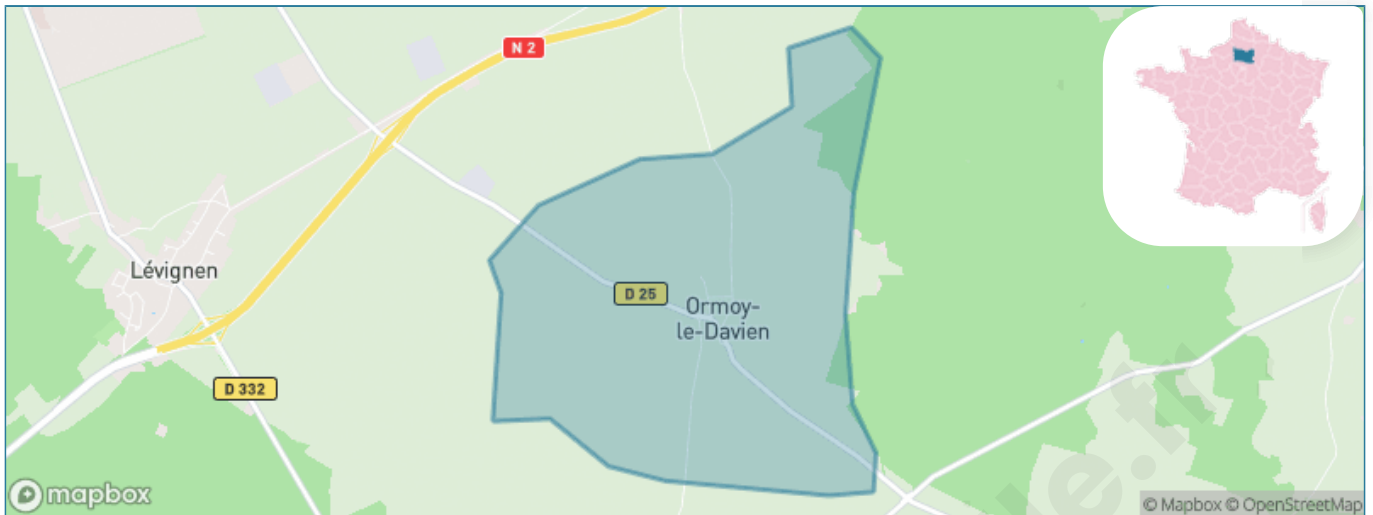 N 2
Lévignen
D 25
Ormoy-
le-Davien
D 332
mapbox
© Mapbox © OpenStreetMap